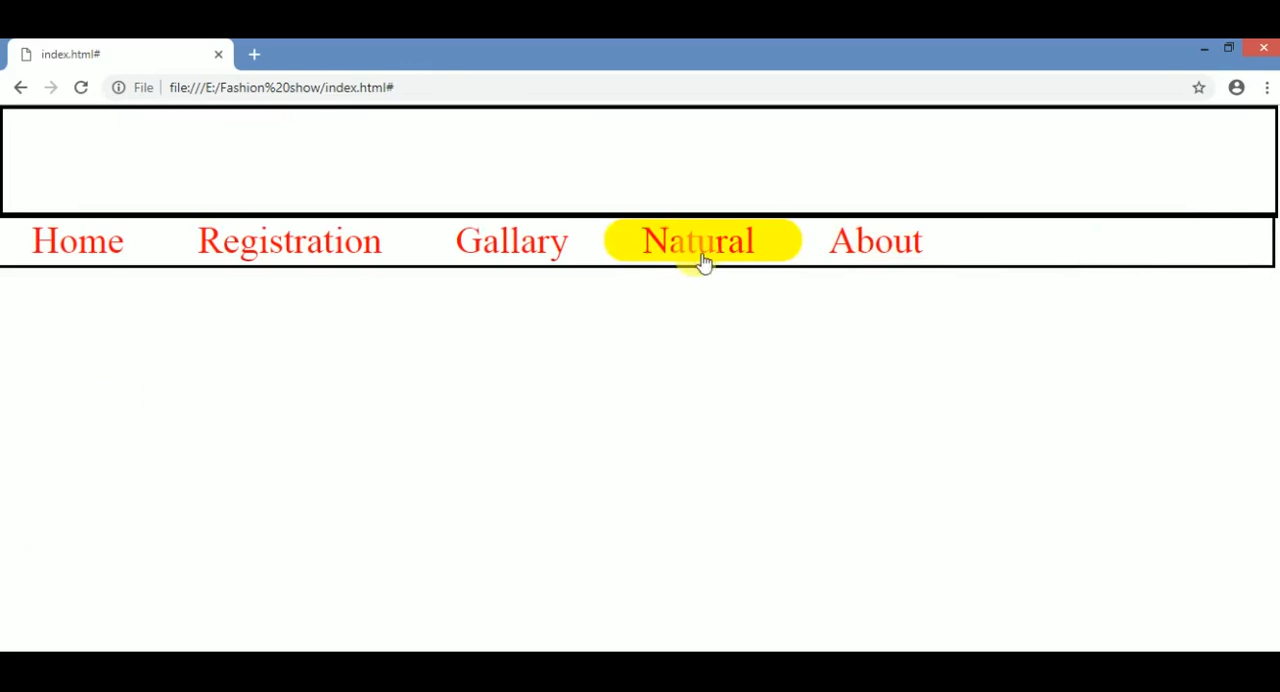 index.html#
File file:///E:/Fashion%20show/index.html#
Home Registration Gallary Natural About